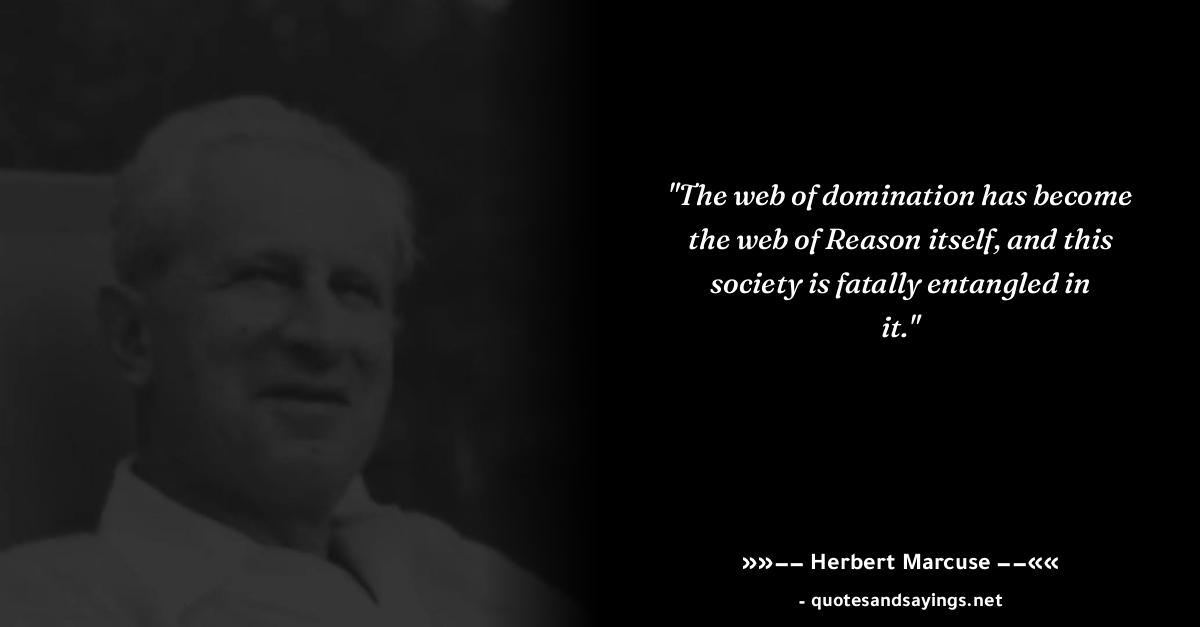 "The web of domination has become
the web of Reason itself, and this
society is fatally entangled in
it."
»»-- Herbert Marcuse --««
- quotesandsayings.net